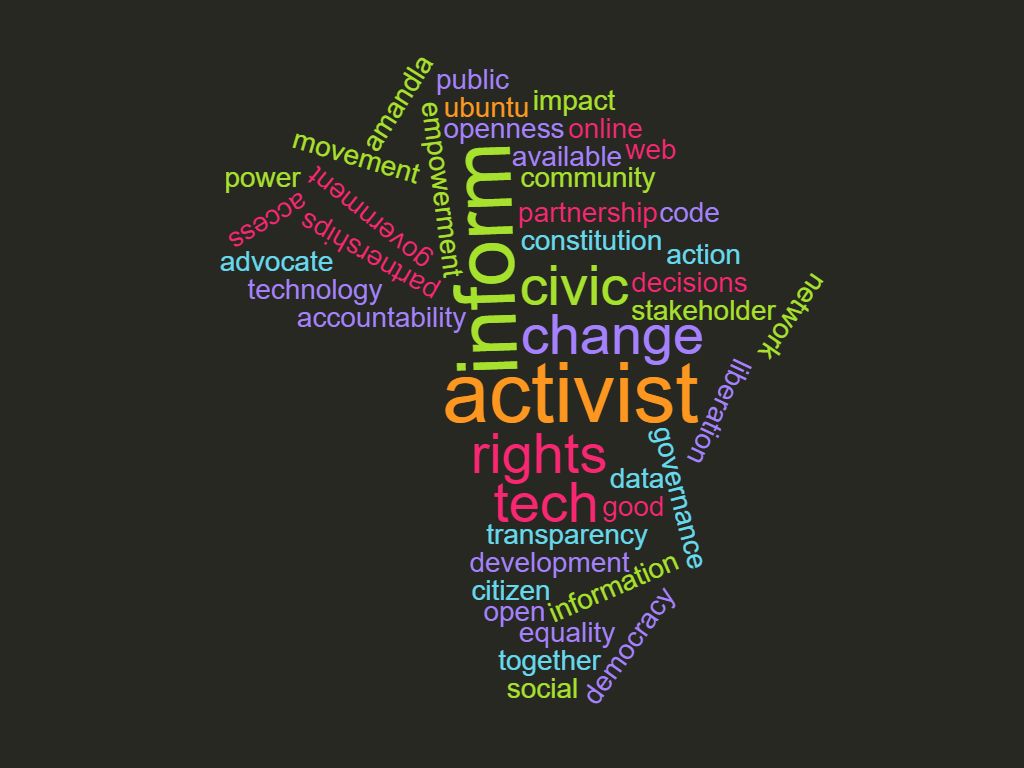 public
amandla
ubuntu
impact
empowerment
openness
online
movement
available
web
power
government
inform
community
access
partnerships
partnership
code
constitution
action
advocate
technology
civic
decisions
accountability
stakeholder
network
change
activist
liberation
rights
governance
data
tech
good
transparency
development
citizen
information
open
equality
democracy
together
social